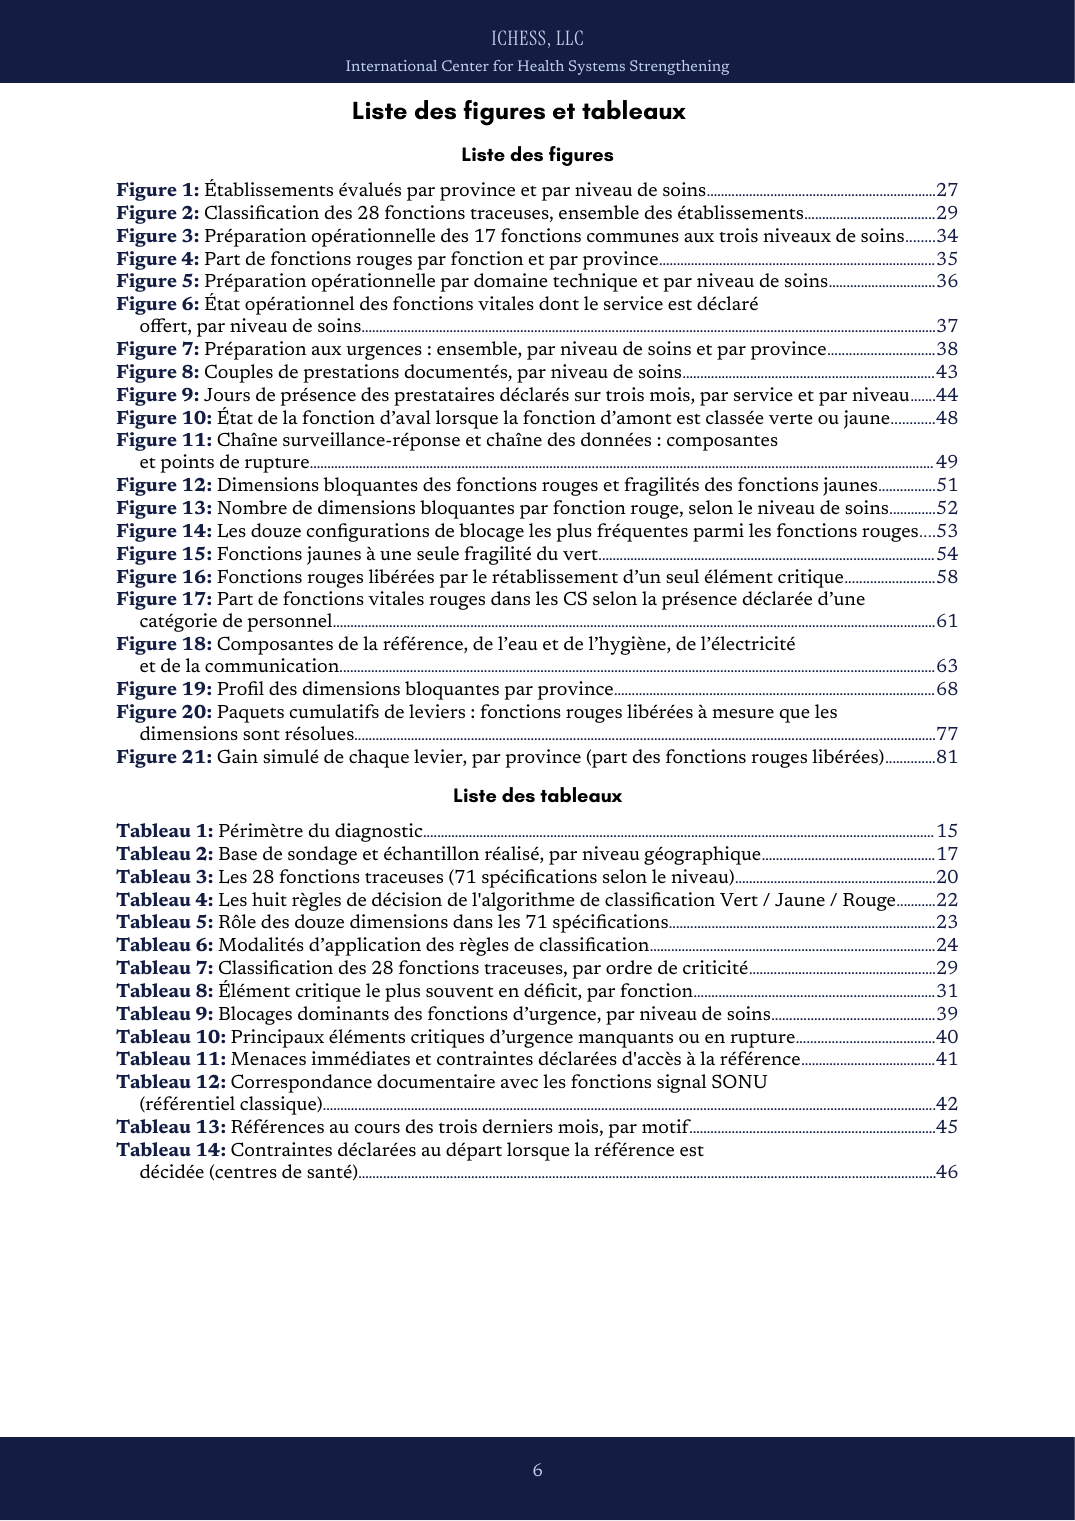 ICHESS, LLC
International Center for Health Systems Strengthening
Liste des figures et tableaux
Liste des figures
Figure 1: Établissements évalués par province et par niveau de soins....27
Figure 2: Classification des 28 fonctions traceuses, ensemble des établissements....29
Figure 3: Préparation opérationnelle des 17 fonctions communes aux trois niveaux de soins....34
Figure 4: Part de fonctions rouges par fonction et par province....35
Figure 5: Préparation opérationnelle par domaine technique et par niveau de soins....36
Figure 6: État opérationnel des fonctions vitales dont le service est déclaré
offert, par niveau de soins....37
Figure 7: Préparation aux urgences : ensemble, par niveau de soins et par province....38
Figure 8: Couples de prestations documentés, par niveau de soins....43
Figure 9: Jours de présence des prestataires déclarés sur trois mois, par service et par niveau....44
Figure 10: État de la fonction d’aval lorsque la fonction d’amont est classée verte ou jaune....48
Figure 11: Chaîne surveillance-réponse et chaîne des données : composantes
et points de rupture....49
Figure 12: Dimensions bloquantes des fonctions rouges et fragilités des fonctions jaunes....51
Figure 13: Nombre de dimensions bloquantes par fonction rouge, selon le niveau de soins....52
Figure 14: Les douze configurations de blocage les plus fréquentes parmi les fonctions rouges....53
Figure 15: Fonctions jaunes à une seule fragilité du vert....54
Figure 16: Fonctions rouges libérées par le rétablissement d’un seul élément critique....58
Figure 17: Part de fonctions vitales rouges dans les CS selon la présence déclarée d’une
catégorie de personnel....61
Figure 18: Composantes de la référence, de l’eau et de l’hygiène, de l’électricité
et de la communication....63
Figure 19: Profil des dimensions bloquantes par province....68
Figure 20: Paquets cumulatifs de leviers : fonctions rouges libérées à mesure que les
dimensions sont résolues....77
Figure 21: Gain simulé de chaque levier, par province (part des fonctions rouges libérées)....81
Liste des tableaux
Tableau 1: Périmètre du diagnostic....15
Tableau 2: Base de sondage et échantillon réalisé, par niveau géographique....17
Tableau 3: Les 28 fonctions traceuses (71 spécifications selon le niveau)....20
Tableau 4: Les huit règles de décision de l'algorithme de classification Vert / Jaune / Rouge....22
Tableau 5: Rôle des douze dimensions dans les 71 spécifications....23
Tableau 6: Modalités d’application des règles de classification....24
Tableau 7: Classification des 28 fonctions traceuses, par ordre de criticité....29
Tableau 8: Élément critique le plus souvent en déficit, par fonction....31
Tableau 9: Blocages dominants des fonctions d’urgence, par niveau de soins....39
Tableau 10: Principaux éléments critiques d’urgence manquants ou en rupture....40
Tableau 11: Menaces immédiates et contraintes déclarées d'accès à la référence....41
Tableau 12: Correspondance documentaire avec les fonctions signal SONU
(référentiel classique)....42
Tableau 13: Références au cours des trois derniers mois, par motif....45
Tableau 14: Contraintes déclarées au départ lorsque la référence est
décidée (centres de santé)....46
6